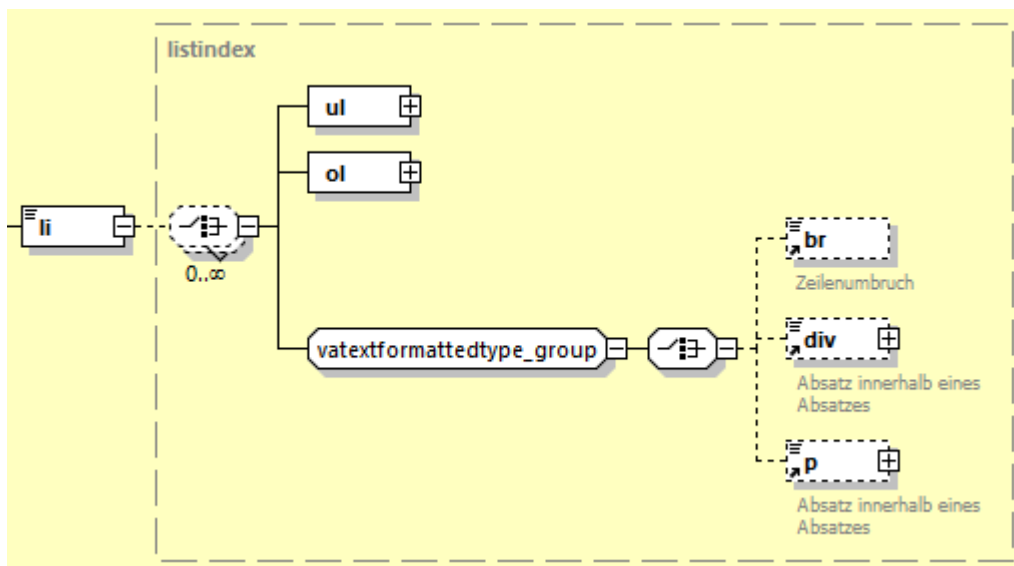 listindex
ul
ol
li
0..∞
br
Zeilenumbruch
vatextformattedtype_group
div
Absatz innerhalb eines
Absatzes
p
Absatz innerhalb eines
Absatzes